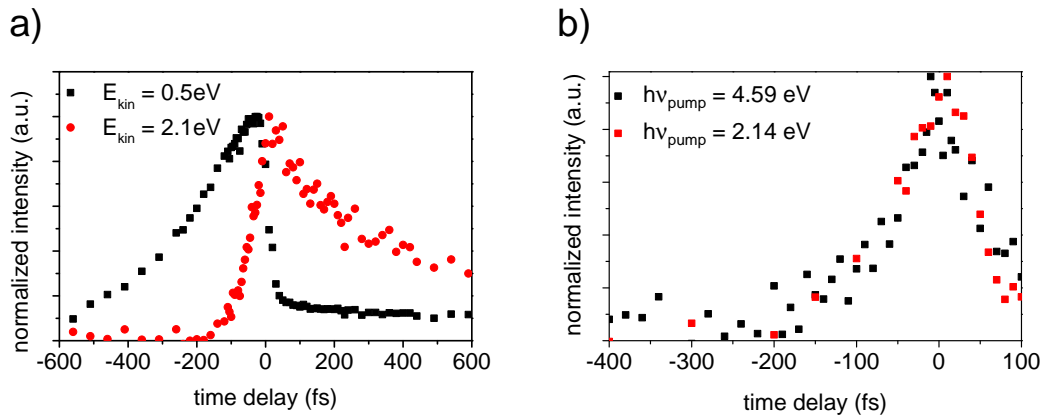 a)
normalized intensity (a.u.)
E_kin = 0.5eV
E_kin = 2.1eV
-600 -400 -200 0 200 400 600
time delay (fs)
b)
normalized intensity (a.u.)
hν_pump = 4.59 eV
hν_pump = 2.14 eV
-400 -300 -200 -100 0 100
time delay (fs)